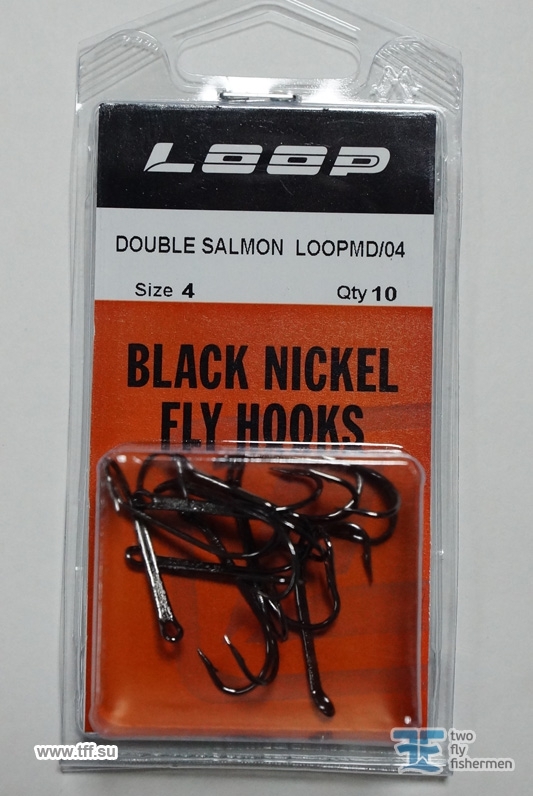 LOOP
DOUBLE SALMON LOOPMD/04
Size 4 Qty 10
BLACK NICKEL
FLY HOOKS
www.tff.su
two
fly
fishermen